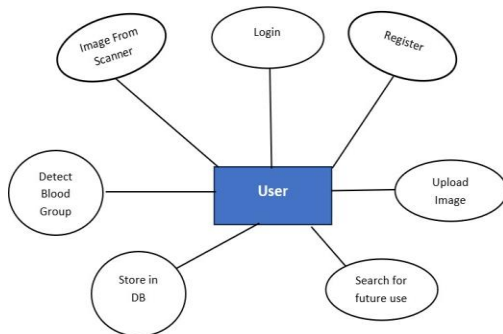 Image From
Scanner
Login
Register
Detect
Blood
Group
User
Upload
Image
Store in
DB
Search for
future use